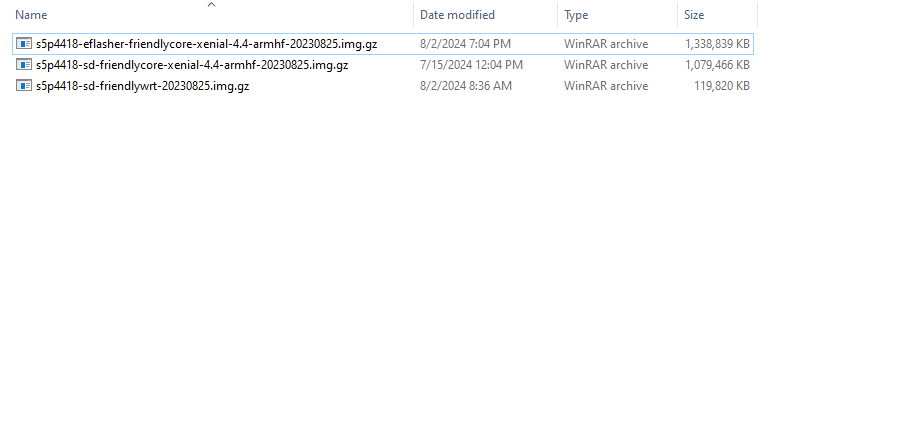 Name Date modified Type Size
s5p4418-eflasher-friendlycore-xenial-4.4-armhf-20230825.img.gz 8/2/2024 7:04 PM WinRAR archive 1,338,839 KB
s5p4418-sd-friendlycore-xenial-4.4-armhf-20230825.img.gz 7/15/2024 12:04 PM WinRAR archive 1,079,466 KB
s5p4418-sd-friendlywrt-20230825.img.gz 8/2/2024 8:36 AM WinRAR archive 119,820 KB